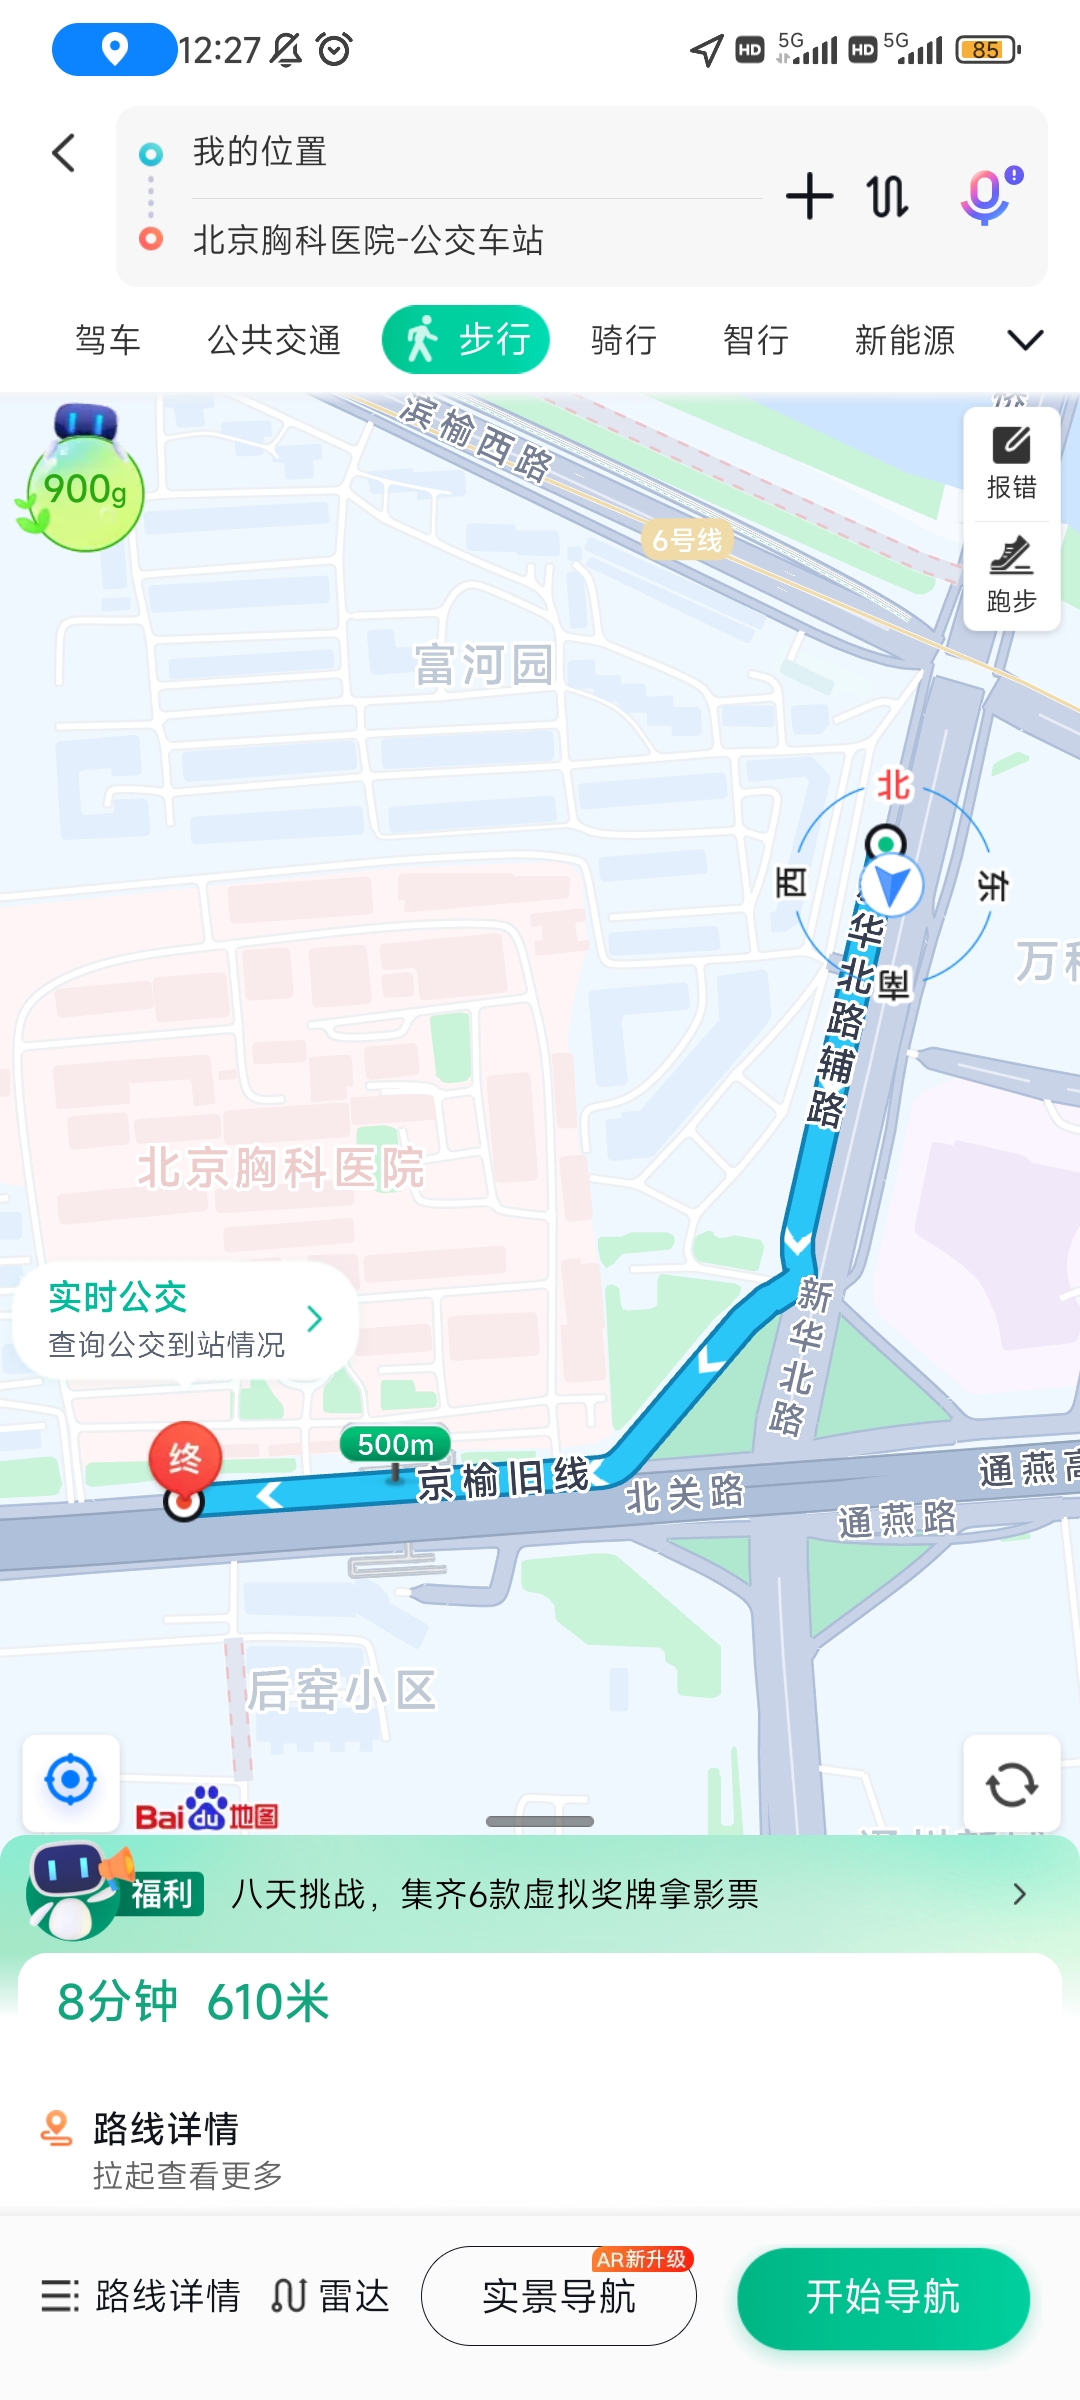 12:27
HD 5G HD 5G 85
我的位置
北京胸科医院-公交车站
驾车 公共交通 步行 骑行 智行 新能源
900g
滨榆西路
6号线
报错
跑步
富河园
北
西
东
南
华北路辅路
北京胸科医院
实时公交
查询公交到站情况
新华北路
终
500m
京榆旧线
北关路
通燕高
通燕路
后窑小区
Bai du 地图
福利 八天挑战，集齐6款虚拟奖牌拿影票
8分钟 610米
路线详情
拉起查看更多
路线详情 雷达 实景导航 AR新升级 开始导航